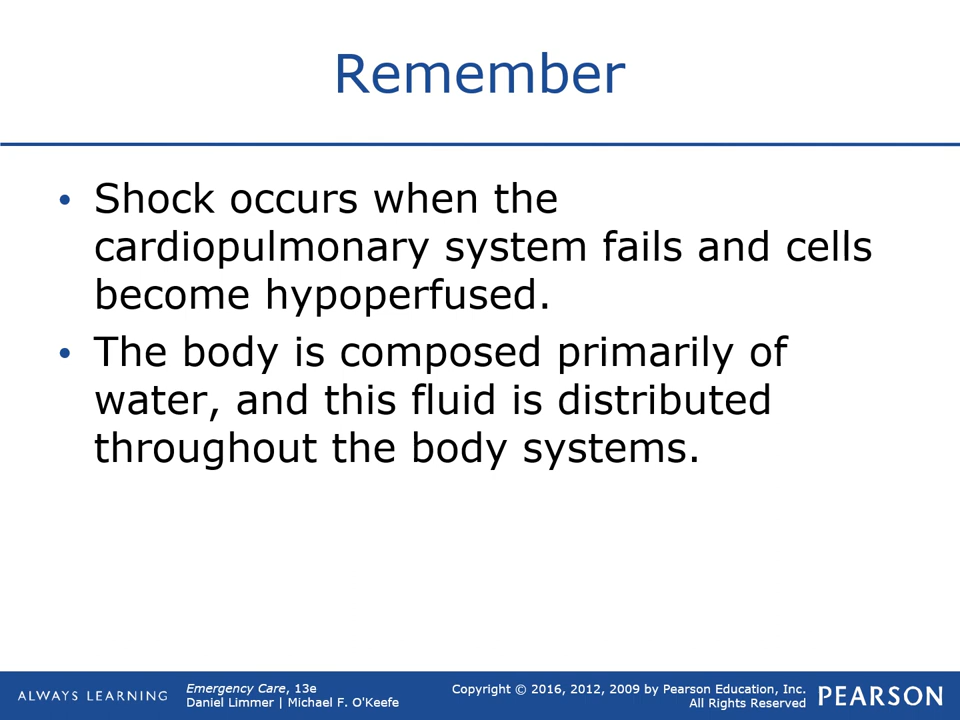 Remember
• Shock occurs when the
cardiopulmonary system fails and cells
become hypoperfused.
• The body is composed primarily of
water, and this fluid is distributed
throughout the body systems.
ALWAYS LEARNING
Emergency Care, 13e
Daniel Limmer | Michael F. O'Keefe
Copyright © 2016, 2012, 2009 by Pearson Education, Inc.
All Rights Reserved
PEARSON